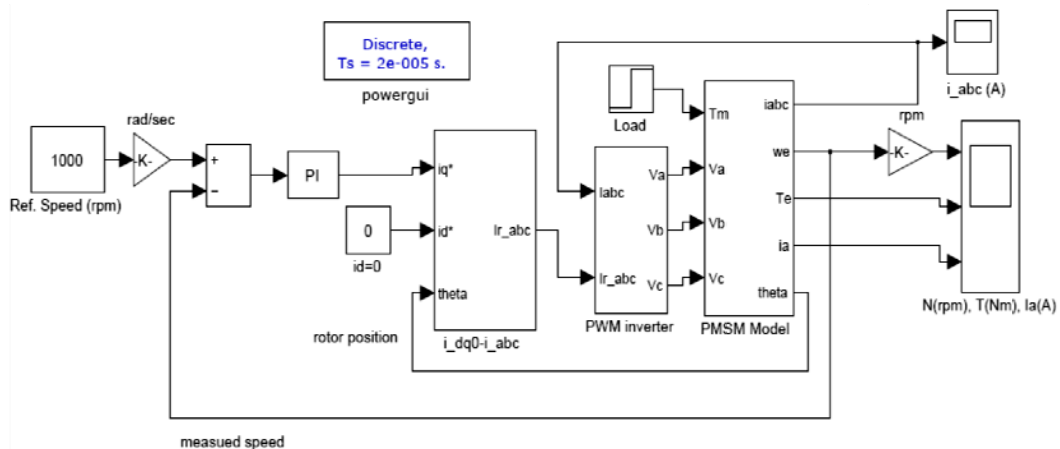 Discrete,
Ts = 2e-005 s.
powergui
i_abc (A)
rad/sec
1000
-K-
Ref. Speed (rpm)
+
−
PI
0
id=0
iq*
id*
theta
Ir_abc
i_dq0-i_abc
rotor position
Load
Iabc
Ir_abc
Va
Vb
Vc
PWM inverter
Tm
Va
Vb
Vc
iabc
we
Te
ia
theta
PMSM Model
rpm
-K-
N(rpm), T(Nm), Ia(A)
measued speed